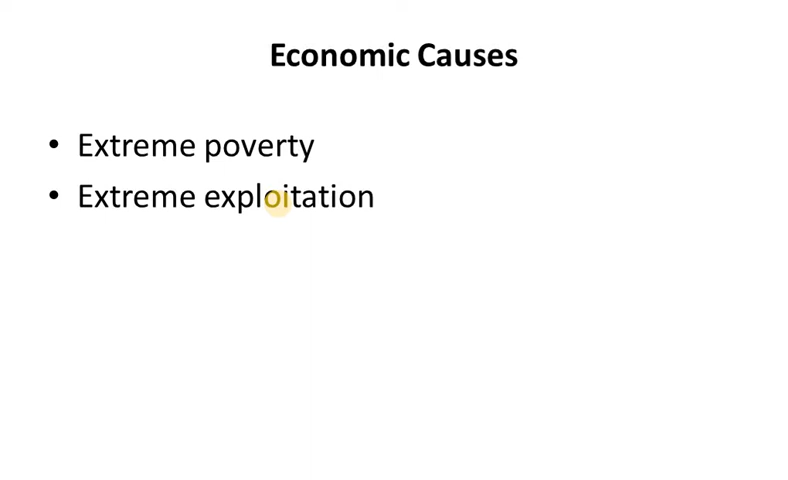 Economic Causes
• Extreme poverty
• Extreme exploitation